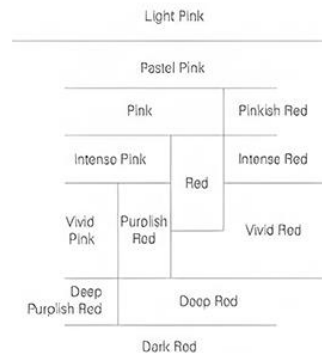 Light Pink
Pastel Pink
Pink
Pinkish Red
Intense Pink
Red
Intense Red
Vivid
Pink
Purplish
Red
Vivid Red
Deep
Purplish Red
Deep Red
Dark Red